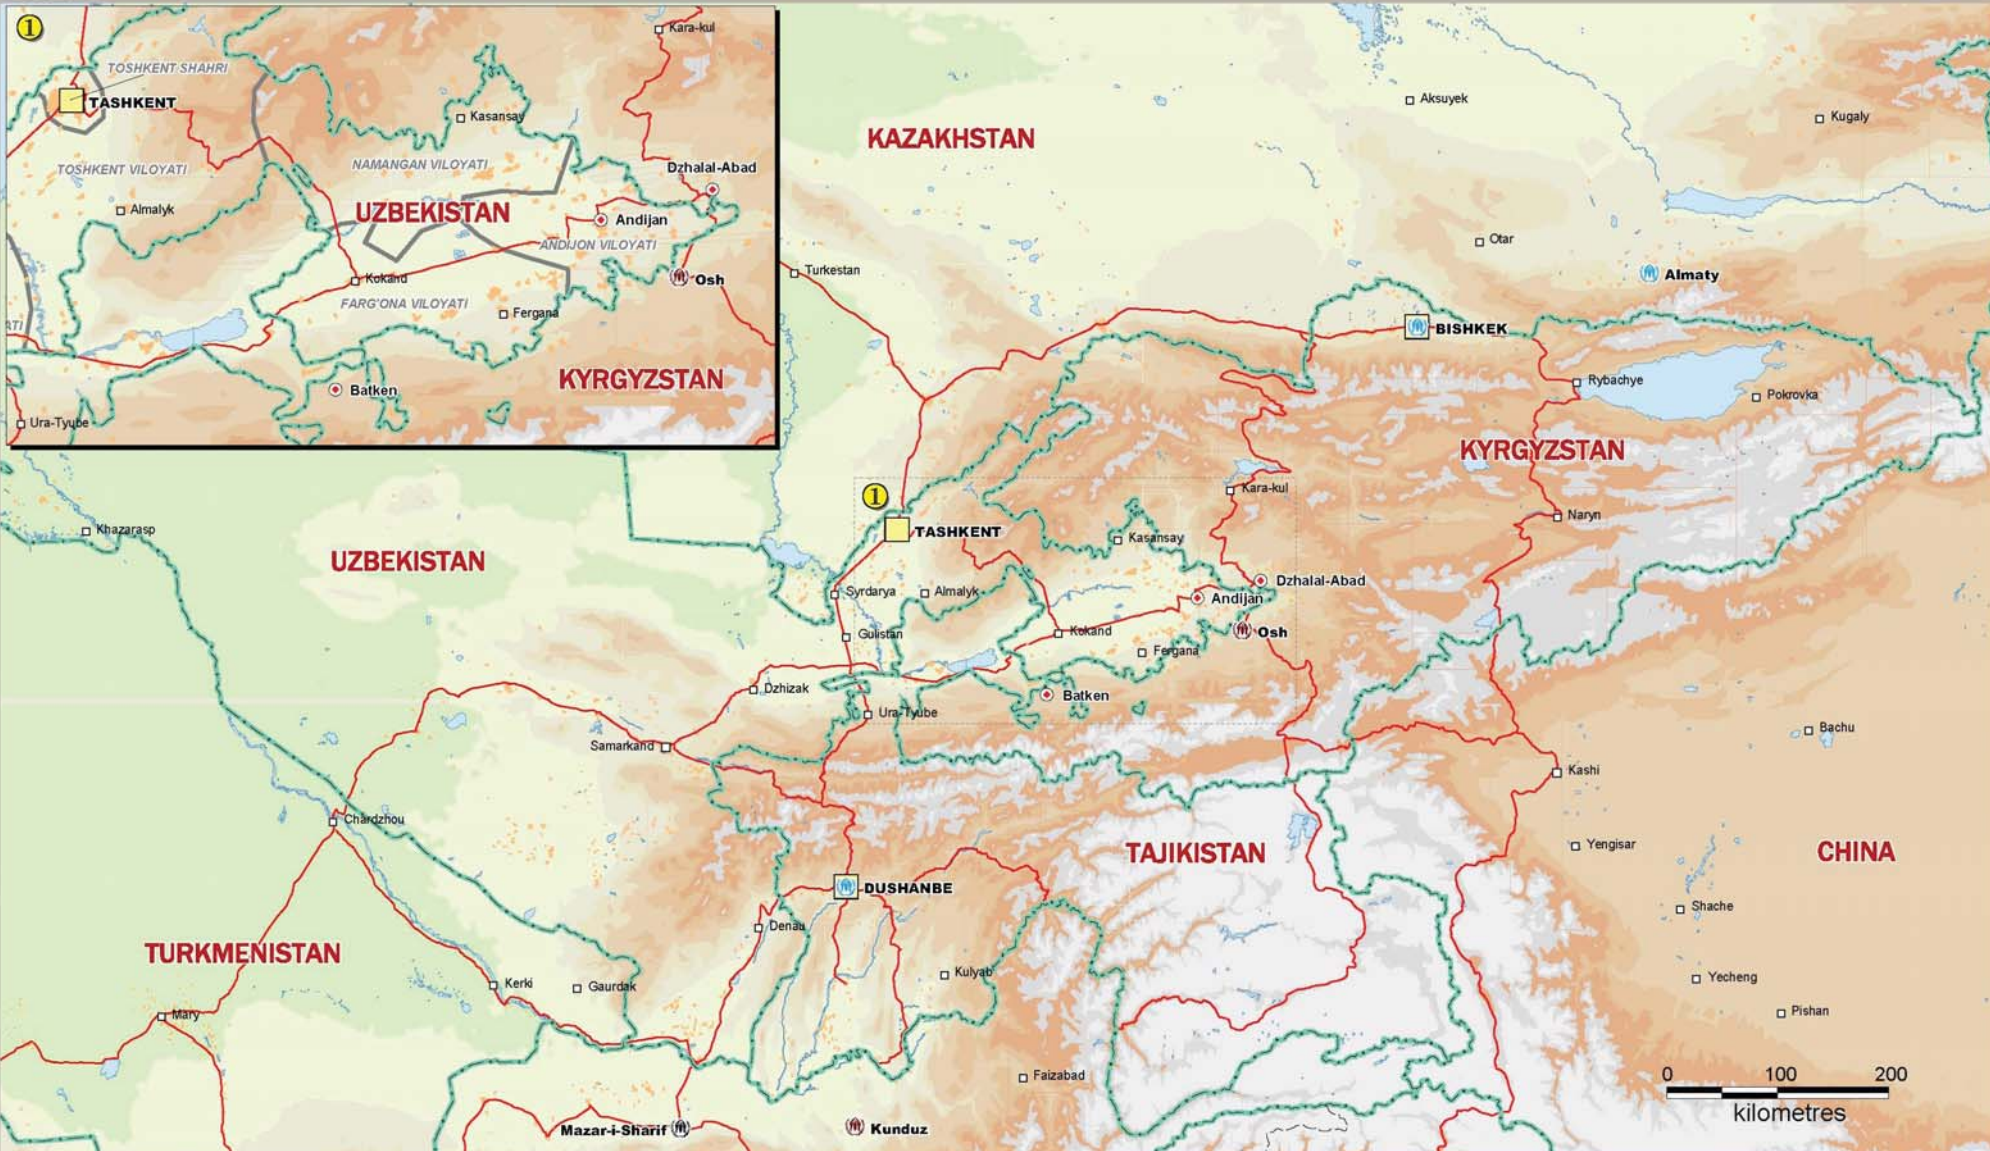 1
Kara-kul
TOSHKENT SHAHRI
TASHKENT
Kasansay
TOSHKENT VILOYATI
NAMANGAN VILOYATI
Dzhalal-Abad
Almalyk
UZBEKISTAN
Andijan
ANDIJON VILOYATI
Kokand
Osh
FARG'ONA VILOYATI
Fergana
ATI
KYRGYZSTAN
Batken
Ura-Tyube
Aksuyek
Kugaly
KAZAKHSTAN
Otar
Turkestan
Almaty
BISHKEK
Rybachye
Pokrovka
KYRGYZSTAN
1
Kara-kul
Naryn
Khazarasp
TASHKENT
Kasansay
UZBEKISTAN
Dzhalal-Abad
Syrdarya
Almalyk
Andijan
Gulistan
Kokand
Osh
Fergana
Dzhizak
Batken
Ura-Tyube
Bachu
Samarkand
Kashi
Chardzhou
Yengisar
TAJIKISTAN
CHINA
DUSHANBE
Shache
Denau
TURKMENISTAN
Kulyab
Yecheng
Kerki
Gaurdak
Mary
Pishan
Faizabad
0 100 200
kilometres
Mazar-i-Sharif
Kunduz